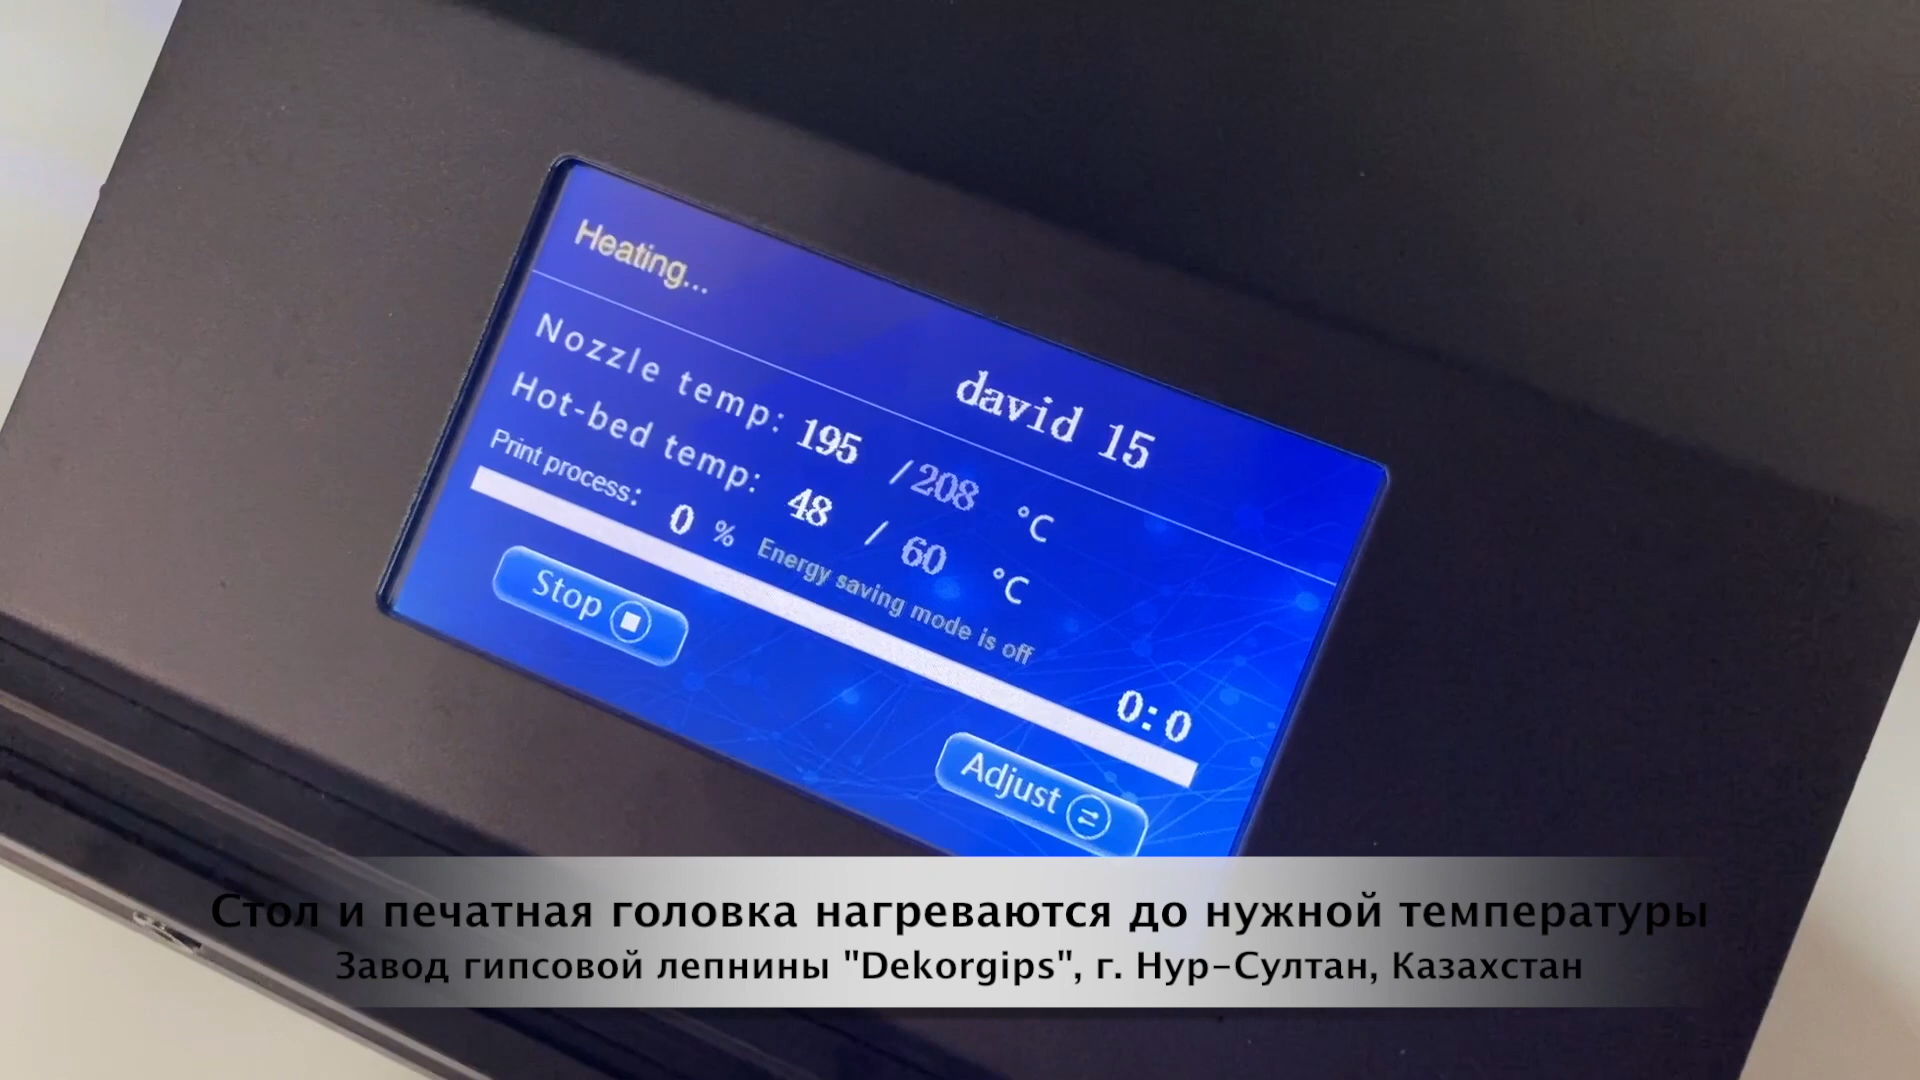 Heating...
david 15
Nozzle temp: 195 /208 °C
Hot-bed temp: 48 / 60 °C
Print process: 0 % Energy saving mode is off
0:0
Stop
Adjust
Стол и печатная головка нагреваются до нужной температуры
Завод гипсовой лепнины "Dekorgips", г. Нур-Султан, Казахстан